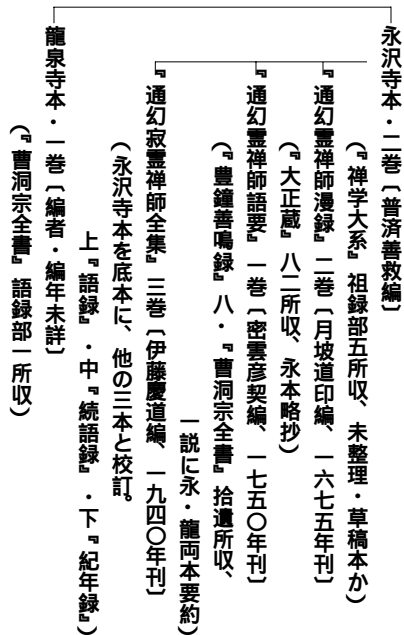 永沢寺本・二巻〔普済善救編〕
（『禅学大系』祖録部五所収、未整理・草稿本か）
『通幻霊禅師漫録』二巻〔月坡道印編、一六七五年刊〕
（『大正蔵』八二所収、永本略抄）
『通幻霊禅師語要』一巻〔密雲彦契編、一七五〇年刊〕
（『豊鐘善鳴録』八・『曹洞宗全書』拾遺所収、
一説に永・龍両本要約）
『通幻寂霊禅師全集』三巻〔伊藤慶道編、一九四〇年刊〕
（永沢寺本を底本に、他の三本と校訂。
上『語録』・中『続語録』・下『紀年録』）
龍泉寺本・一巻〔編者・編年未詳〕
（『曹洞宗全書』語録部一所収）